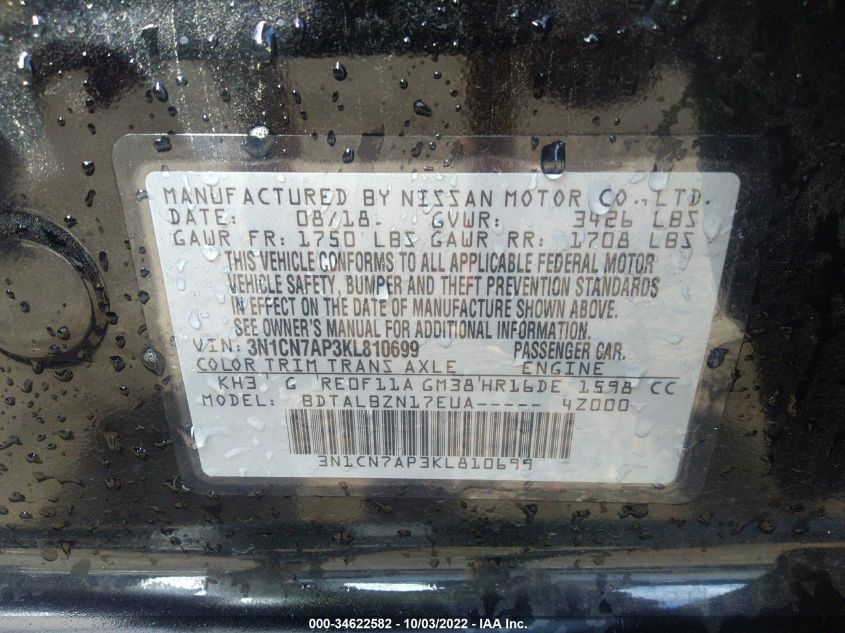 MANUFACTURED BY NISSAN MOTOR CO., LTD.
DATE: 08/18. GVWR: 3426 LBS
GAWR FR: 1750 LBS GAWR RR: 1708 LBS
THIS VEHICLE CONFORMS TO ALL APPLICABLE FEDERAL MOTOR
VEHICLE SAFETY, BUMPER AND THEFT PREVENTION STANDARDS
IN EFFECT ON THE DATE OF MANUFACTURE SHOWN ABOVE.
SEE OWNER'S MANUAL FOR ADDITIONAL INFORMATION.
VIN: 3N1CN7AP3KL810699 PASSENGER CAR.
COLOR TRIM TRANS AXLE ENGINE
KH3 G 'RE0F11A GM38'HR16DE 1598 CC
MODEL: BDTALBZN17EUA----- 4Z000
3N1CN7AP3KL810699
000-34622582 - 10/03/2022 - IAA Inc.